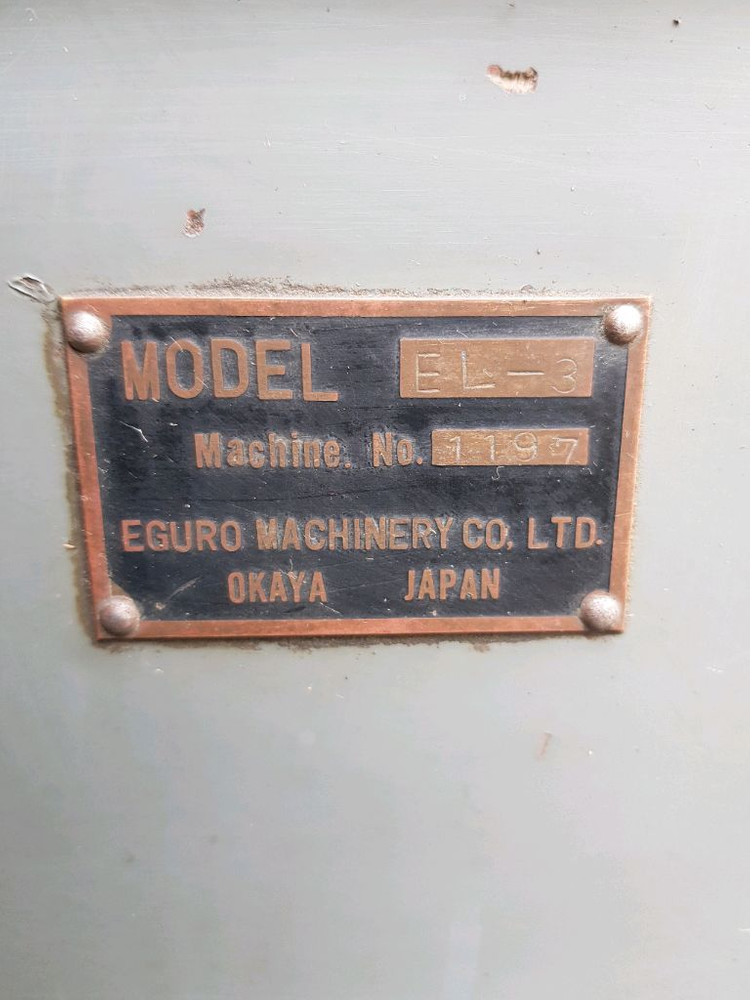 MODEL EL-3
Machine. No. 1197
EGURO MACHINERY CO., LTD.
OKAYA JAPAN